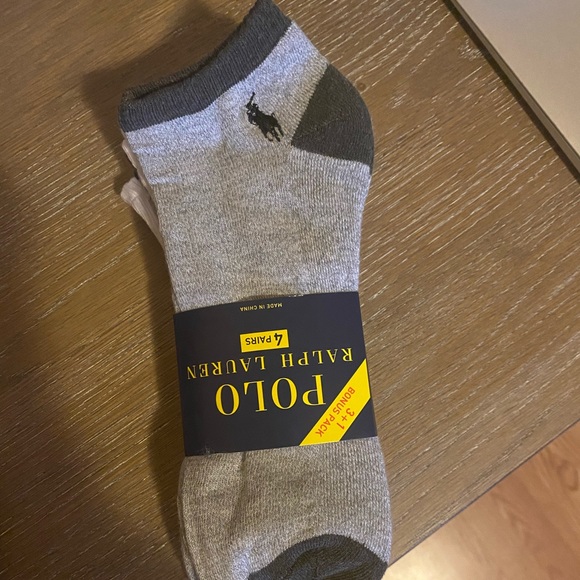 POLO
RALPH LAUREN
4 PAIRS
MADE IN CHINA
3+1
BONUS PACK